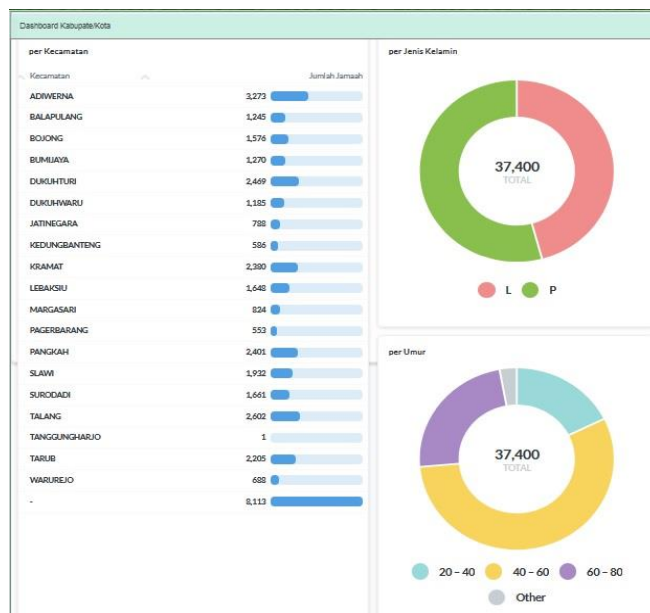 Dashboard Kabupate/Kota
per Kecamatan
Kecamatan Jumlah Jamaah
ADIWERNA 3,273
BALAPULANG 1,245
BOJONG 1,576
BUMIJAYA 1,270
DUKUHTURI 2,469
DUKUHWARU 1,185
JATINEGARA 788
KEDUNGBANTENG 586
KRAMAT 2,380
LEBAKSIU 1,648
MARGASARI 824
PAGERBARANG 553
PANGKAH 2,401
SLAWI 1,932
SURODADI 1,661
TALANG 2,602
TANGGUNGHARJO 1
TARUB 2,205
WARUREJO 688
- 8,113
per Jenis Kelamin
37,400
TOTAL
L P
per Umur
37,400
TOTAL
20 – 40 40 – 60 60 – 80
Other